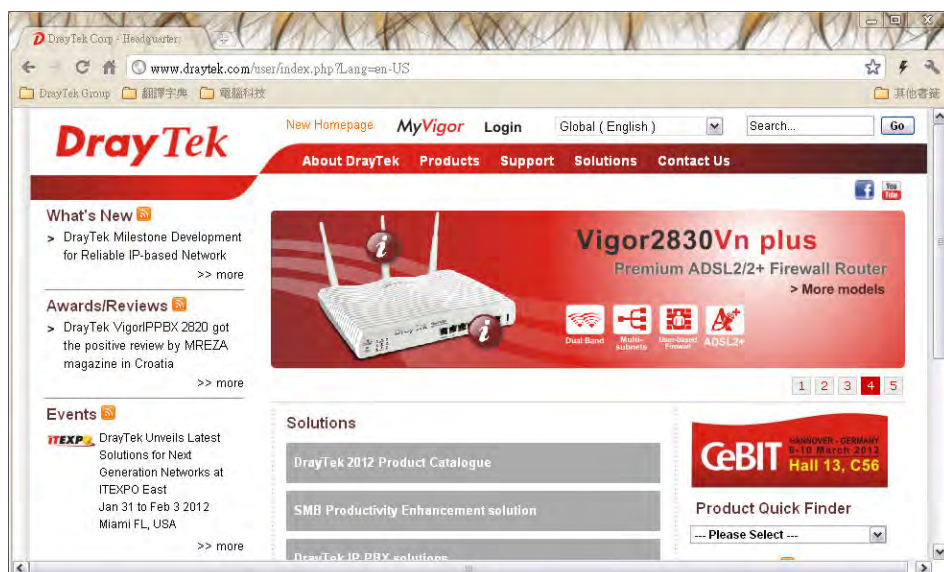 DrayTek Corp - Headquarter
www.draytek.com/user/index.php?Lang=en-US
DrayTek Group 翻譯字典 電腦科技 其他書籤
DrayTek
New Homepage MyVigor Login Global ( English ) Search... Go
About DrayTek Products Support Solutions Contact Us
f You Tube
What's New
> DrayTek Milestone Development
for Reliable IP-based Network
>> more
Awards/Reviews
> DrayTek VigorIPPBX 2820 got
the positive review by MREZA
magazine in Croatia
>> more
Events
ITEXPO DrayTek Unveils Latest
Solutions for Next
Generation Networks at
ITEXPO East
Jan 31 to Feb 3 2012
Miami FL, USA
>> more
Vigor2830Vn plus
Premium ADSL2/2+ Firewall Router
> More models
Dual Band Multi-subnets User-based Firewall ADSL2+
1 2 3 4 5
Solutions
DrayTek 2012 Product Catalogue
SMB Productivity Enhancement solution
DrayTek IP PBX solutions
CeBIT HANNOVER - GERMANY
6-10 March 2012
Hall 13, C56
Product Quick Finder
--- Please Select ---